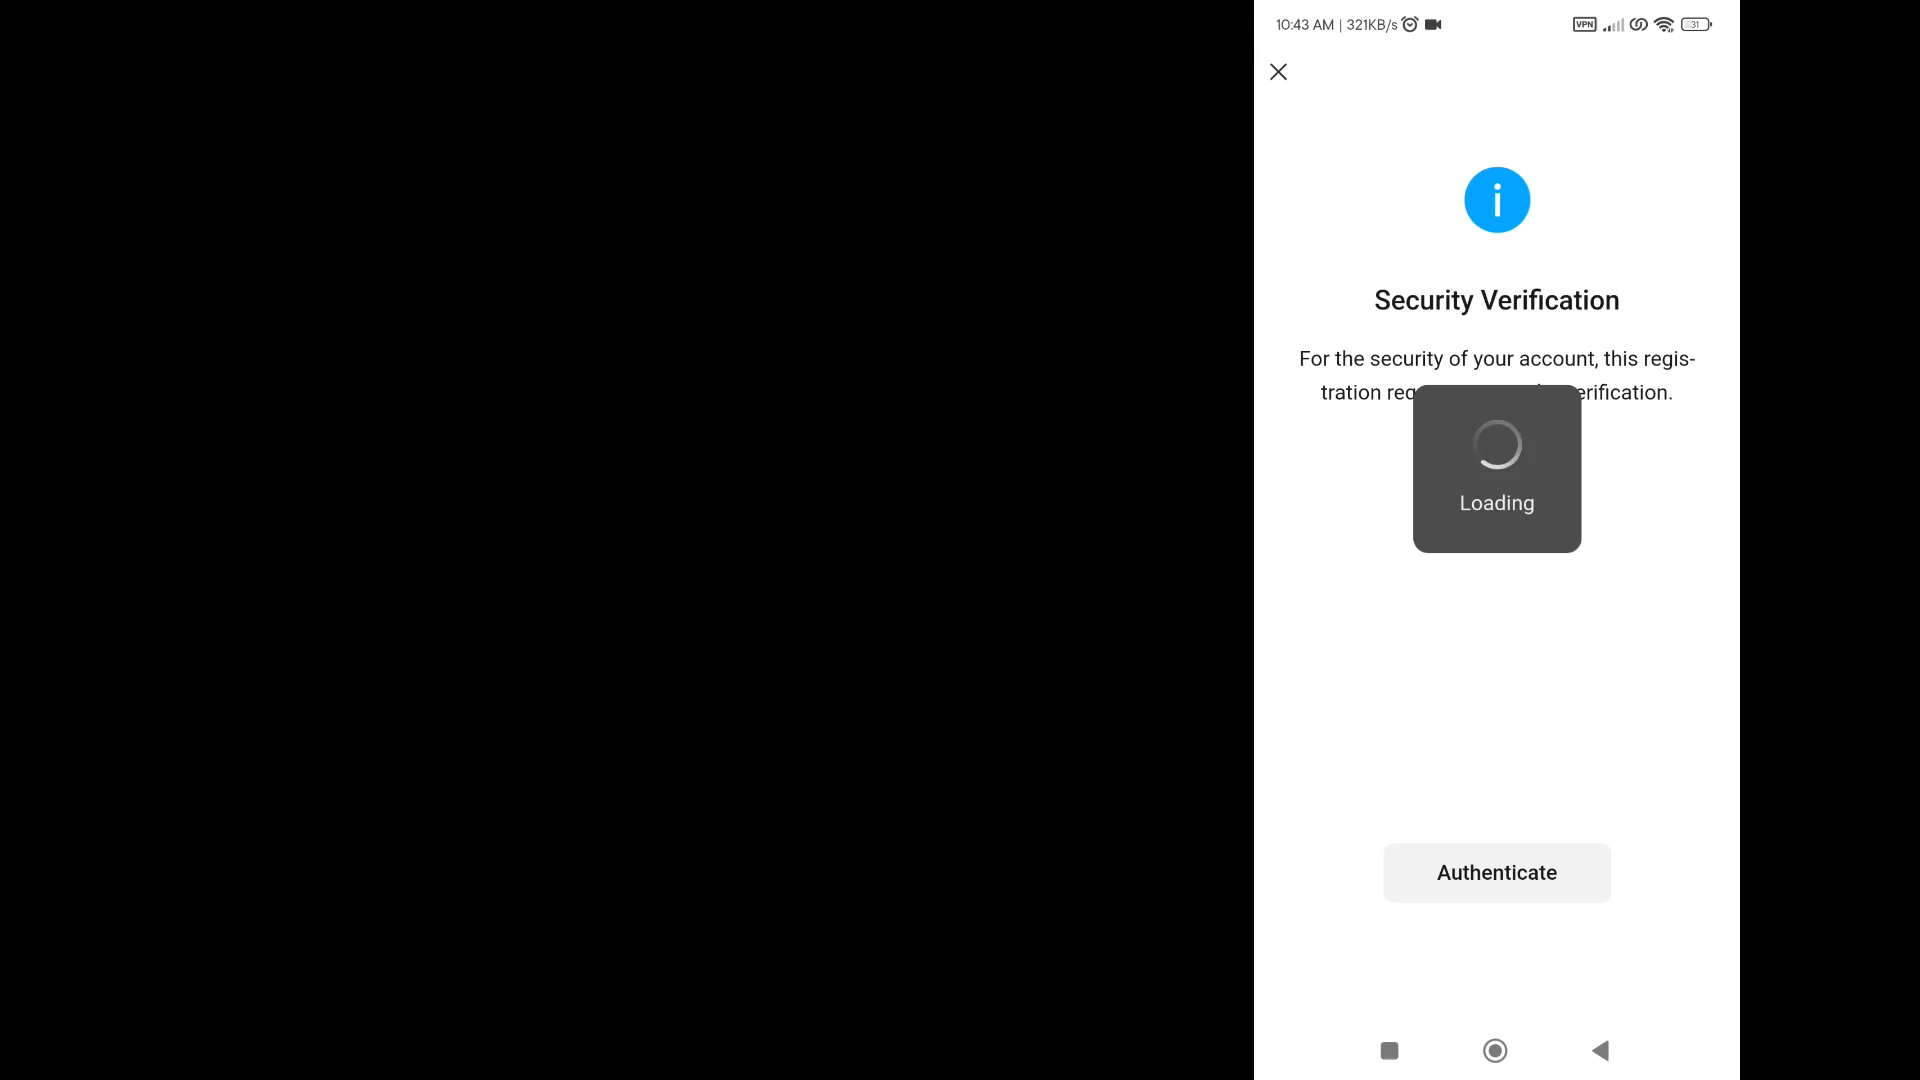 10:43 AM | 321KB/s
VPN
31
Security Verification
For the security of your account, this regis-
tration req erification.
Loading
Authenticate